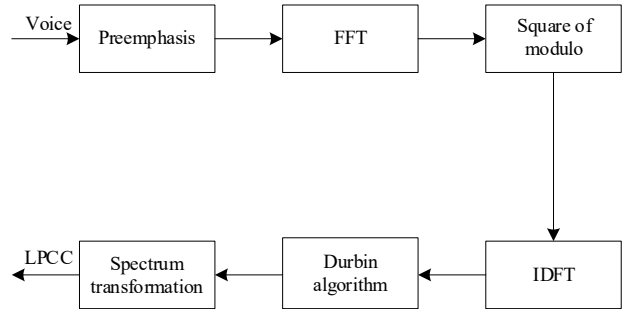 Voice
Preemphasis
FFT
Square of
modulo
LPCC
Spectrum
transformation
Durbin
algorithm
IDFT